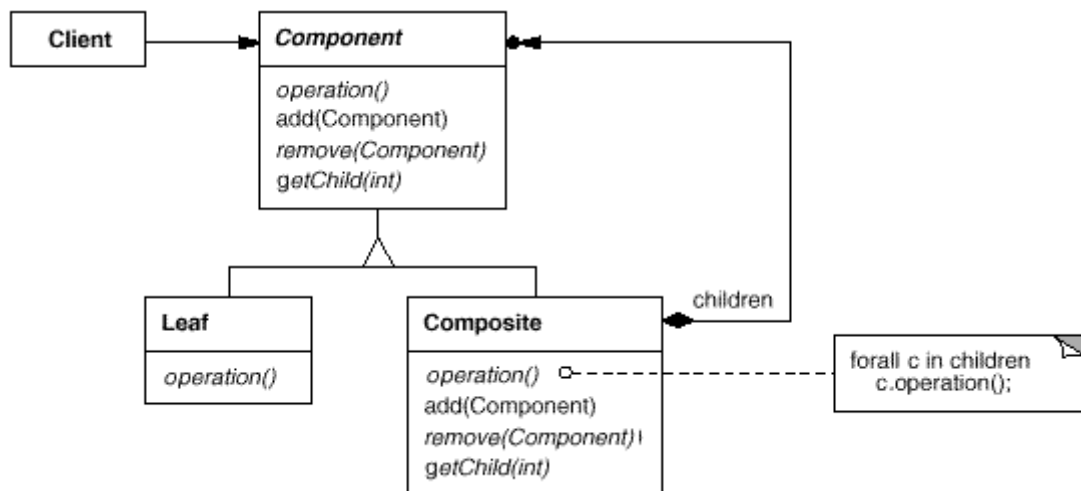 Client
Component
operation()
add(Component)
remove(Component)
getChild(int)
children
Leaf
operation()
Composite
operation()
add(Component)
remove(Component)
getChild(int)
forall c in children
c.operation();